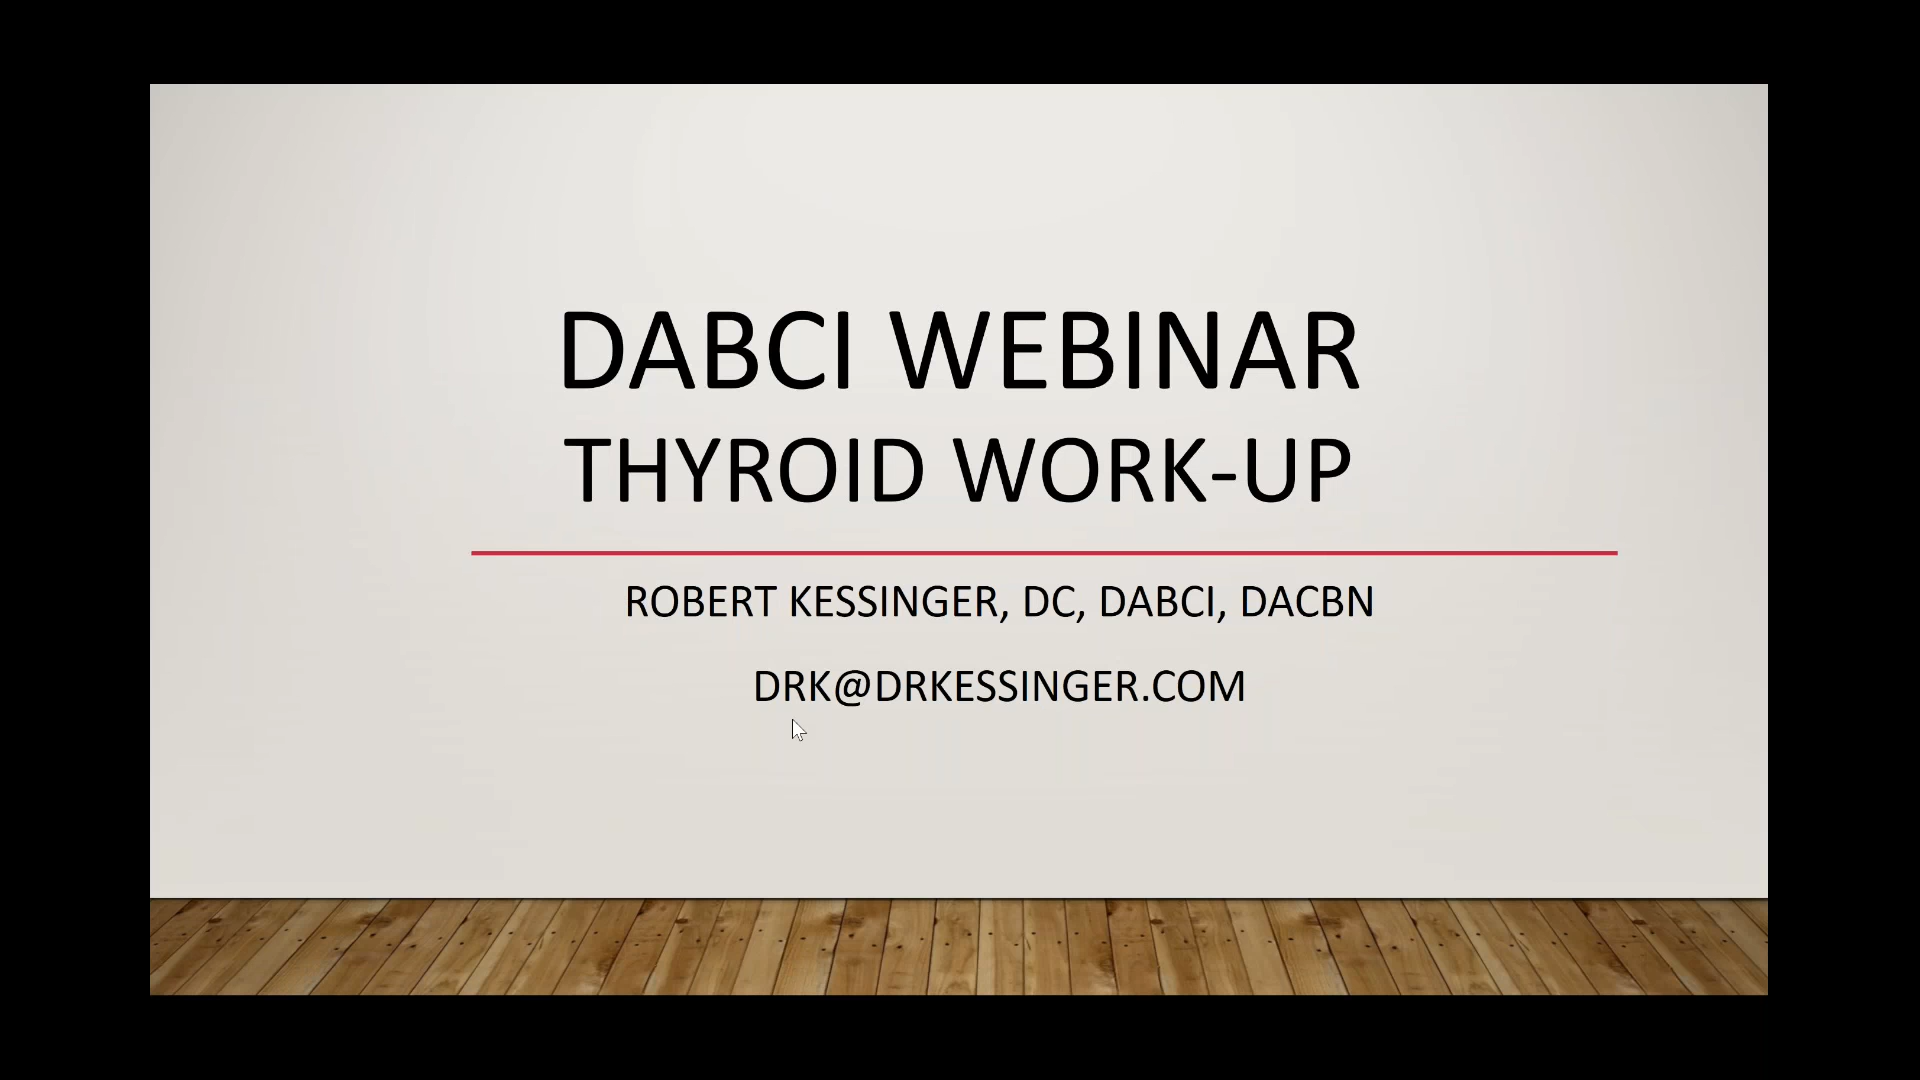 DABCI WEBINAR
THYROID WORK-UP
ROBERT KESSINGER, DC, DABCI, DACBN
DRK@DRKESSINGER.COM